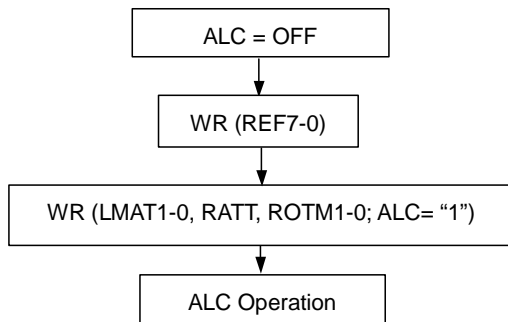 ALC = OFF
WR (REF7-0)
WR (LMAT1-0, RATT, ROTM1-0; ALC= “1”)
ALC Operation